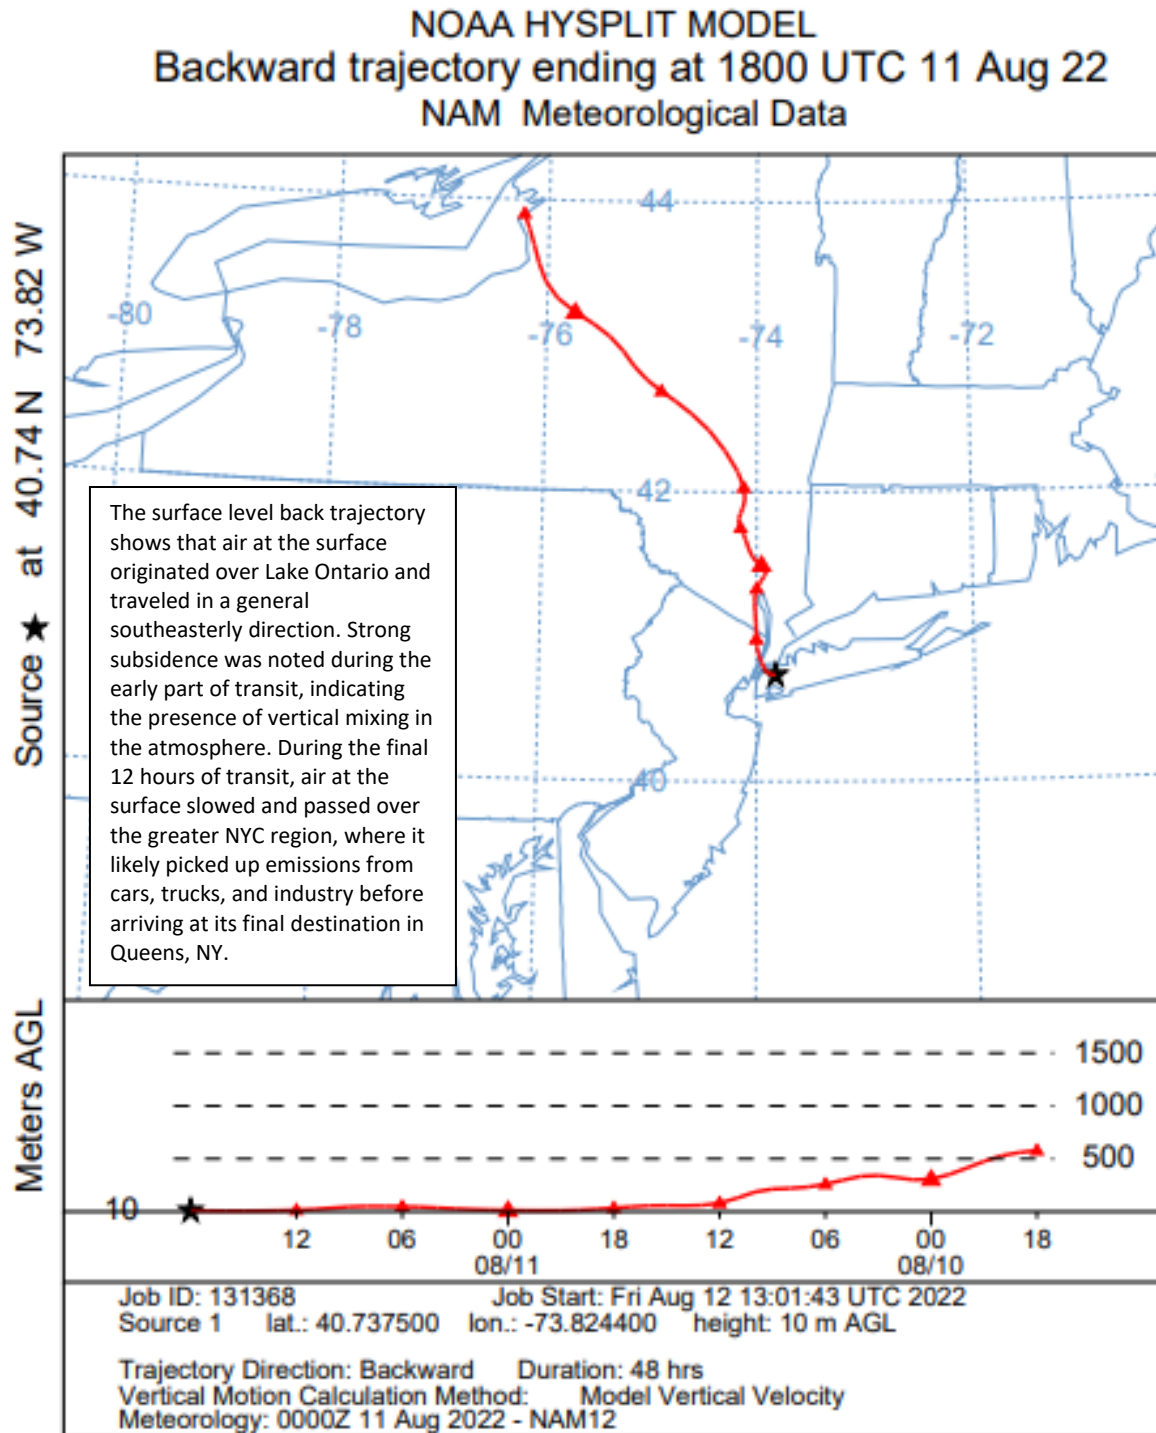 NOAA HYSPLIT MODEL
Backward trajectory ending at 1800 UTC 11 Aug 22
NAM Meteorological Data
Source ★ at 40.74 N 73.82 W
44
-80
-78
-76
-74
-72
42
40
The surface level back trajectory
shows that air at the surface
originated over Lake Ontario and
traveled in a general
southeasterly direction. Strong
subsidence was noted during the
early part of transit, indicating
the presence of vertical mixing in
the atmosphere. During the final
12 hours of transit, air at the
surface slowed and passed over
the greater NYC region, where it
likely picked up emissions from
cars, trucks, and industry before
arriving at its final destination in
Queens, NY.
Meters AGL
1500
1000
500
10
12 06 00 18 12 06 00 18
08/11 08/10
Job ID: 131368 Job Start: Fri Aug 12 13:01:43 UTC 2022
Source 1 lat.: 40.737500 lon.: -73.824400 height: 10 m AGL
Trajectory Direction: Backward Duration: 48 hrs
Vertical Motion Calculation Method: Model Vertical Velocity
Meteorology: 0000Z 11 Aug 2022 - NAM12